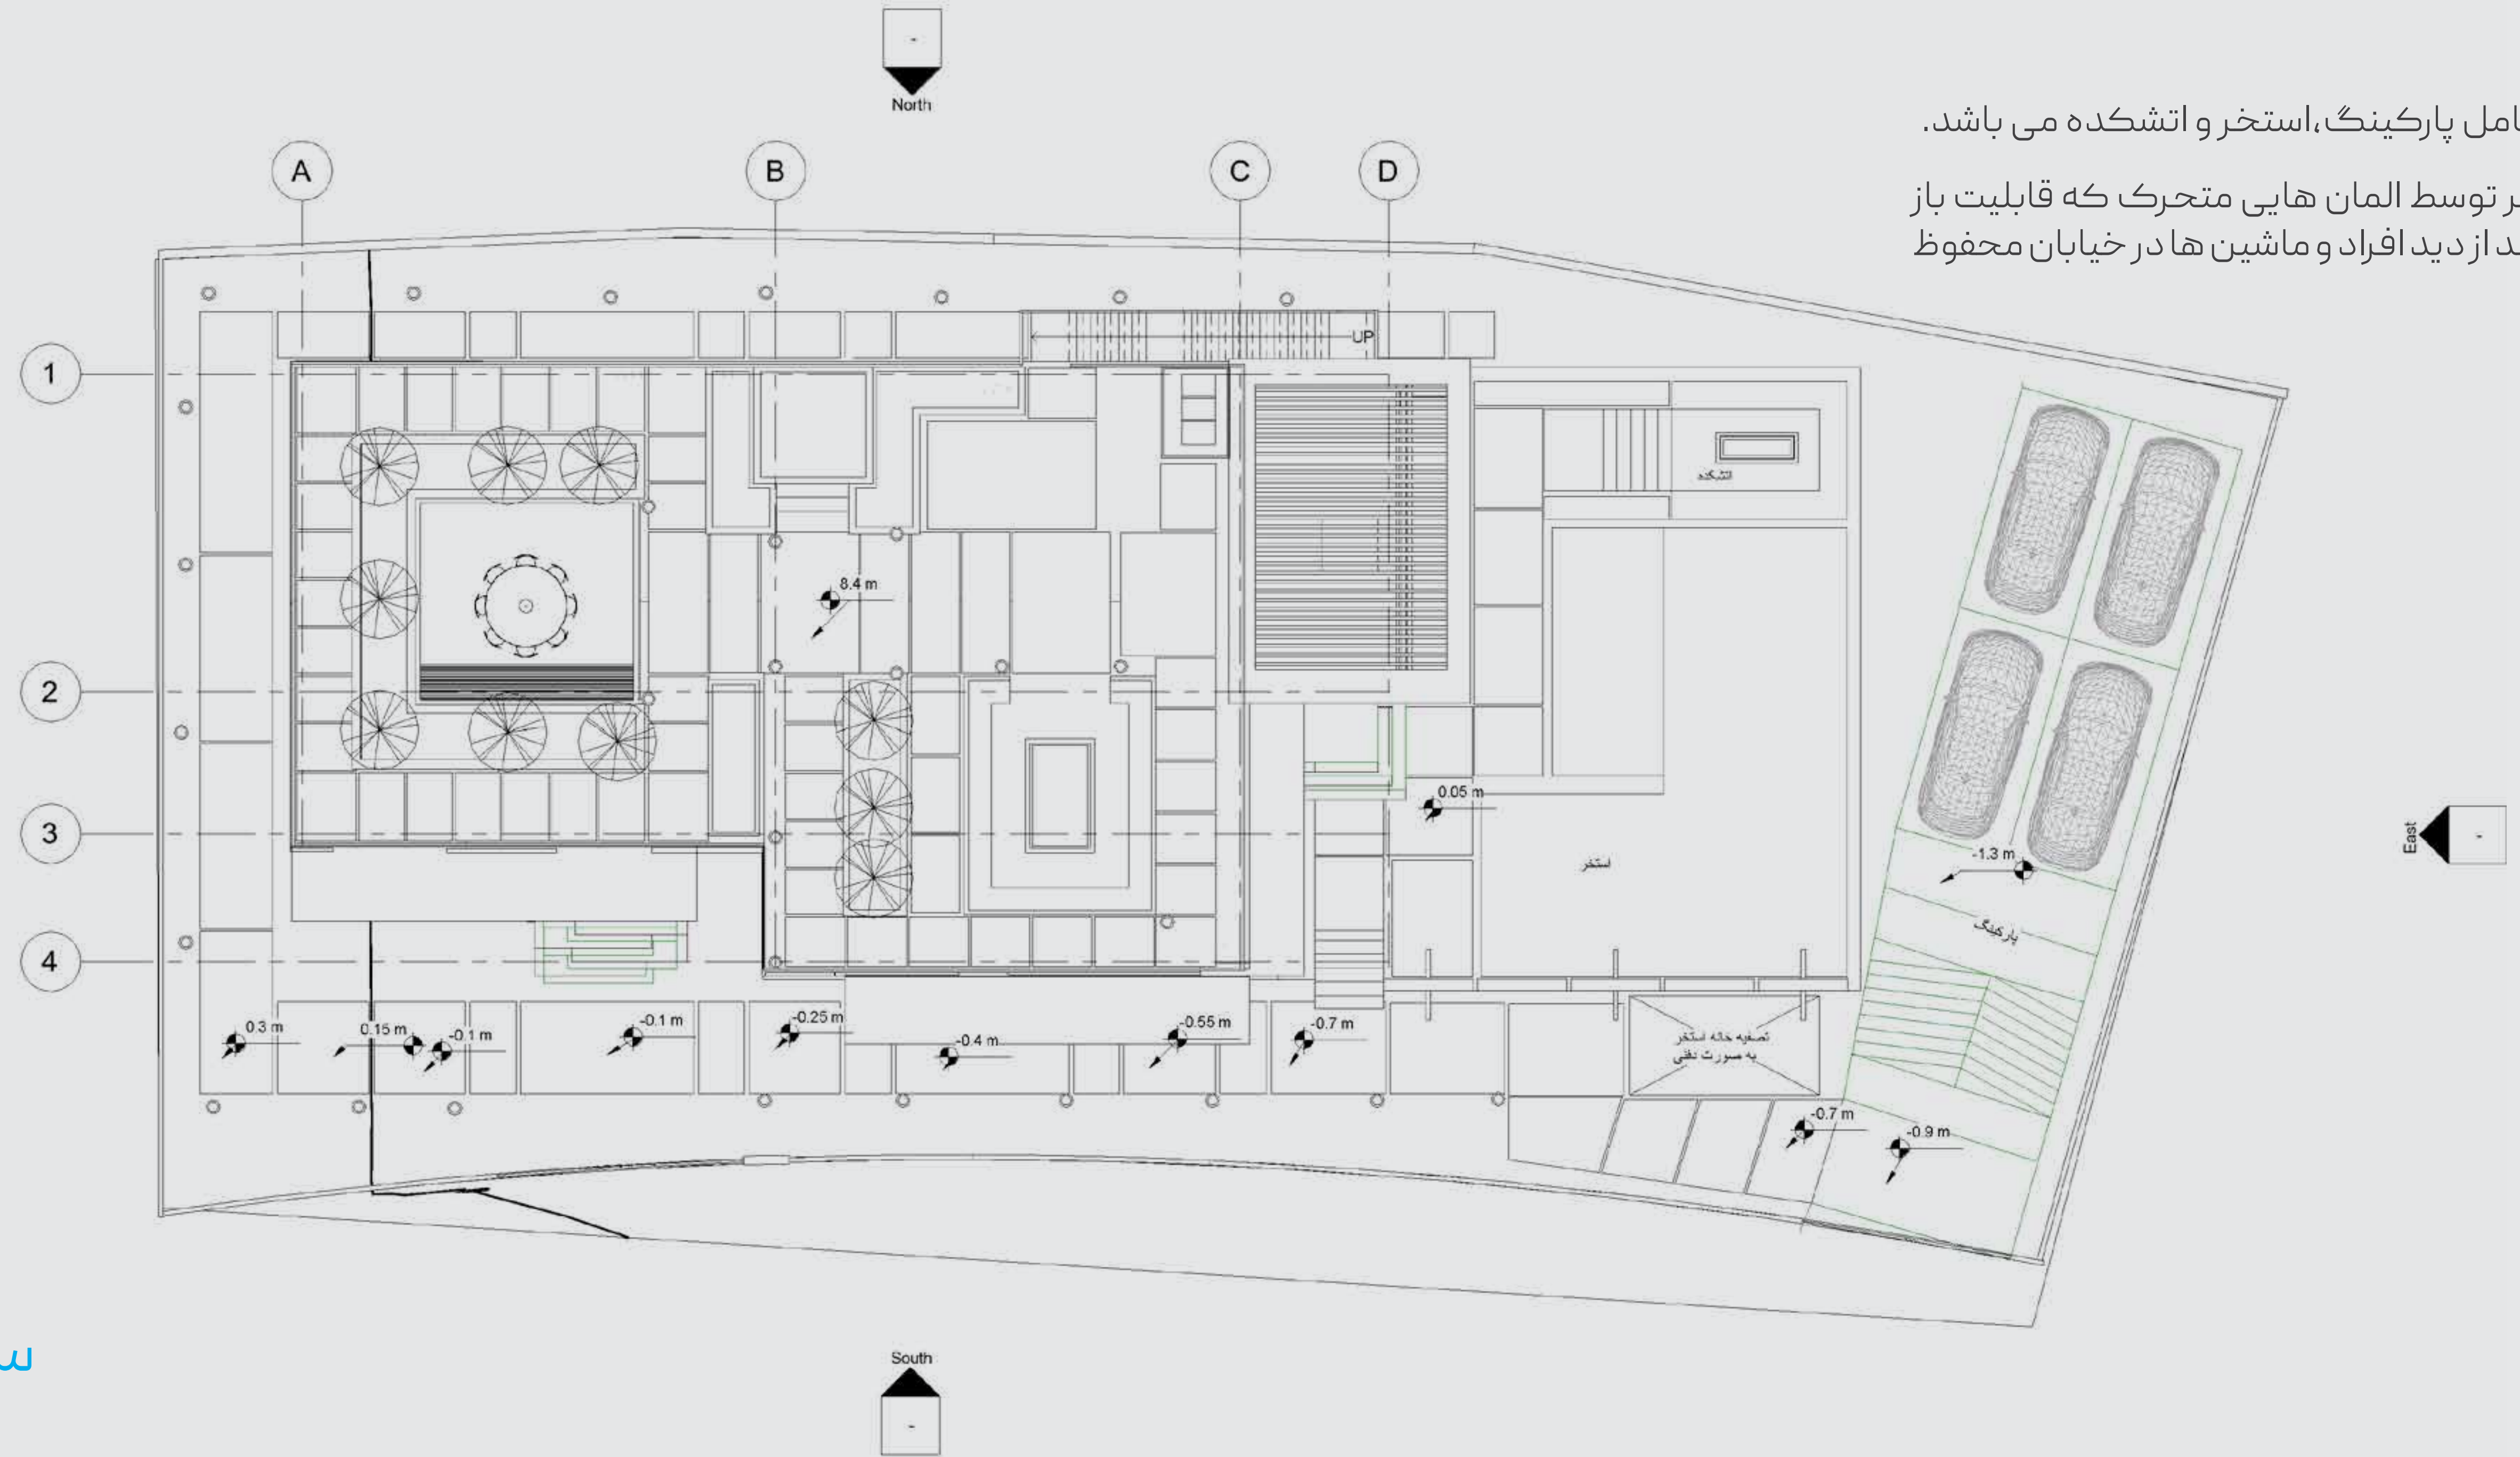 -
North
شامل پارکینگ،استخر و اتشکده می باشد.
توسط المان هایی متحرک که قابلیت باز
از دید افراد و ماشین ها در خیابان محفوظ
A
B
C
D
1
UP
اتشکده
8.4 m
2
0.05 m
3
-1.3 m
East
-
استخر
پارکینگ
4
0.3 m
0.15 m
-0.1 m
-0.1 m
-0.25 m
-0.4 m
-0.55 m
-0.7 m
تصفیه خانه استخر
به صورت دفنی
-0.7 m
-0.9 m
South
-